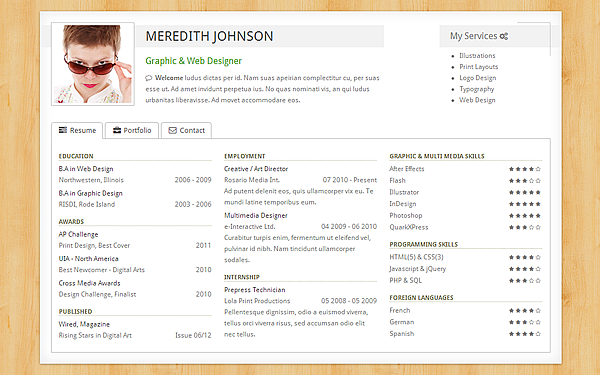 MEREDITH JOHNSON
Graphic & Web Designer
Welcome ludus dictas per id. Nam suas apeirian complectitur cu, per suas
esse ut. Ad amet invidunt perpetua ius. No quas nominati vis, an qui ludus
urbanitas liberavisse. Ad movet accommodare eos.
My Services
Illustrations
Print Layouts
Logo Design
Typography
Web Design
Resume
Portfolio
Contact
EDUCATION
B.A in Web Design
Northwestern, Illinois 2006 - 2009
B.A in Graphic Design
RISDI, Rode Island 2003 - 2006
AWARDS
AP Challenge
Print Design, Best Cover 2011
UIA - North America
Best Newcomer - Digital Arts 2010
Cross Media Awards
Design Challenge, Finalist 2010
PUBLISHED
Wired, Magazine
Rising Stars in Digital Art Issue 06/12
EMPLOYMENT
Creative / Art Director
Rosario Media Int. 07 2010 - Present
Ad putent delenit eos, quis ullamcorper vix eu. Te
mundi latine temporibus eum.
Multimedia Designer
e-Interactive Ltd. 04 2009 - 06 2010
Curabitur turpis enim, fermentum ut eleifend vel,
pulvinar id nibh. Nam tincidunt ullamcorper
sodales.
INTERNSHIP
Prepress Technician
Lola Print Productions 05 2008 - 05 2009
Pellentesque dignissim, odio a euismod viverra,
tellus orci viverra risus, sed accumsan odio elit
nec tellus.
GRAPHIC & MULTI MEDIA SKILLS
After Effects
Flash
Illustrator
InDesign
Photoshop
QuarkXPress
PROGRAMMING SKILLS
HTML(5) & CSS(3)
Javascript & jQuery
PHP & SQL
FOREIGN LANGUAGES
French
German
Spanish